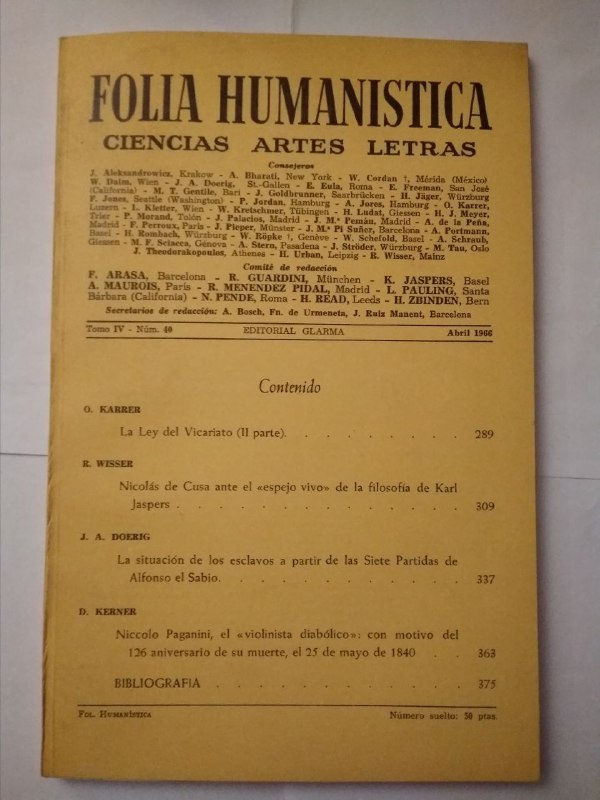 FOLIA HUMANISTICA
CIENCIAS ARTES LETRAS
Consejeros
J. Aleksandrowicz, Krakow - A. Bharati, New York - W. Cordan †, Mérida (México)
W. Daim, Wien - J. A. Doerig, St.-Gallen - E. Eula, Roma - E. Freeman, San José
(California) - M. T. Gentile, Bari - J. Goldbrunner, Saarbrücken - H. Jäger, Würzburg
F. Jones, Seattle (Washington) - P. Jordan, Hamburg - A. Jores, Hamburg - O. Karrer,
Luzern - L. Kletter, Wien - W. Kretschmer, Tübingen - H. Ludat, Giessen - H. J. Meyer,
Trier - P. Morand, Tolón - J. Palacios, Madrid - J. M.ª Pemán, Madrid - A. de la Peña,
Madrid - F. Perroux, París - J. Pieper, Münster - J. M.ª Pi Suñer, Barcelona - A. Portmann,
Basel - H. Rombach, Würzburg - W. Röpke †, Genève - W. Schefold, Basel - A. Schraub,
Giessen - M. F. Sciacca, Génova - A. Stern, Pasadena - J. Ströder, Würzburg - M. Tau, Oslo
J. Theodorakopulos, Athenes - H. Urban, Leipzig - R. Wisser, Mainz
Comité de redacción
F. ARASA, Barcelona - R. GUARDINI, München - K. JASPERS, Basel
A. MAUROIS, París - R. MENENDEZ PIDAL, Madrid - L. PAULING, Santa
Bárbara (California) - N. PENDE, Roma - H. READ, Leeds - H. ZBINDEN, Bern
Secretarios de redacción: A. Bosch, Fn. de Urmeneta, J. Ruiz Manent, Barcelona
Tomo IV - Núm. 40 EDITORIAL GLARMA Abril 1966
Contenido
O. KARRER
La Ley del Vicariato (II parte). . . . . . . . . 289
R. WISSER
Nicolás de Cusa ante el «espejo vivo» de la filosofía de Karl
Jaspers . . . . . . . . . . . . . 309
J. A. DOERIG
La situación de los esclavos a partir de las Siete Partidas de
Alfonso el Sabio. . . . . . . . . . . . 337
D. KERNER
Niccolo Paganini, el «violinista diabólico»: con motivo del
126 aniversario de su muerte, el 25 de mayo de 1840 . . 363
BIBLIOGRAFIA . . . . . . . . . . . . 375
FOL. HUMANÍSTICA Número suelto: 50 ptas.